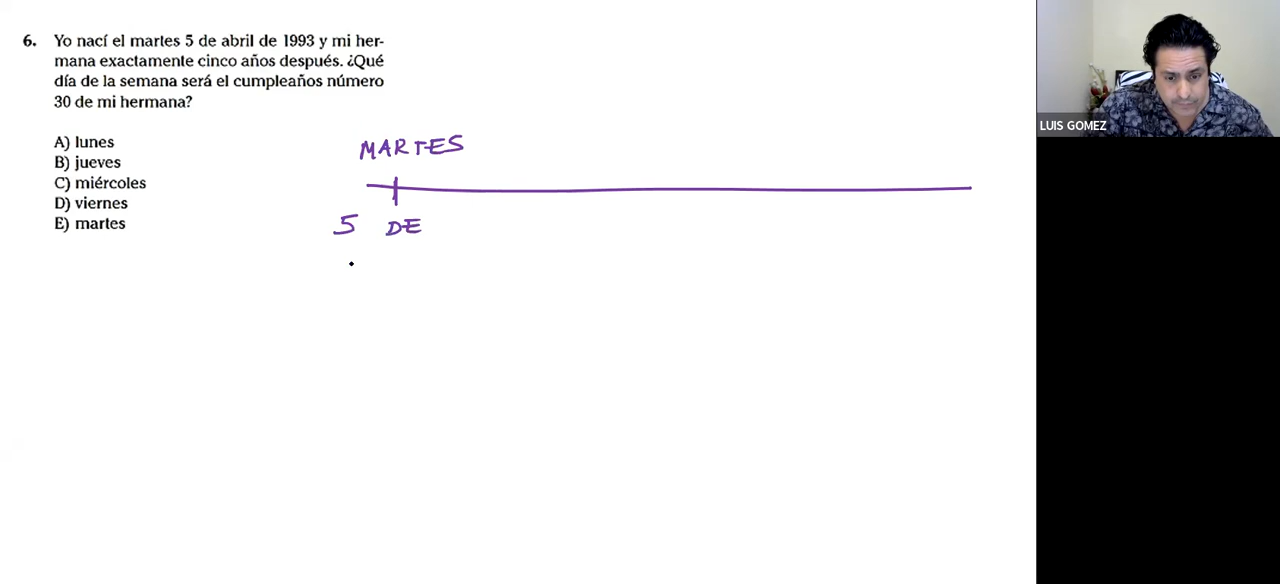 6. Yo nací el martes 5 de abril de 1993 y mi her-
mana exactamente cinco años después. ¿Qué
día de la semana será el cumpleaños número
30 de mi hermana?
A) lunes
B) jueves
C) miércoles
D) viernes
E) martes
MARTES
5 DE
LUIS GOMEZ